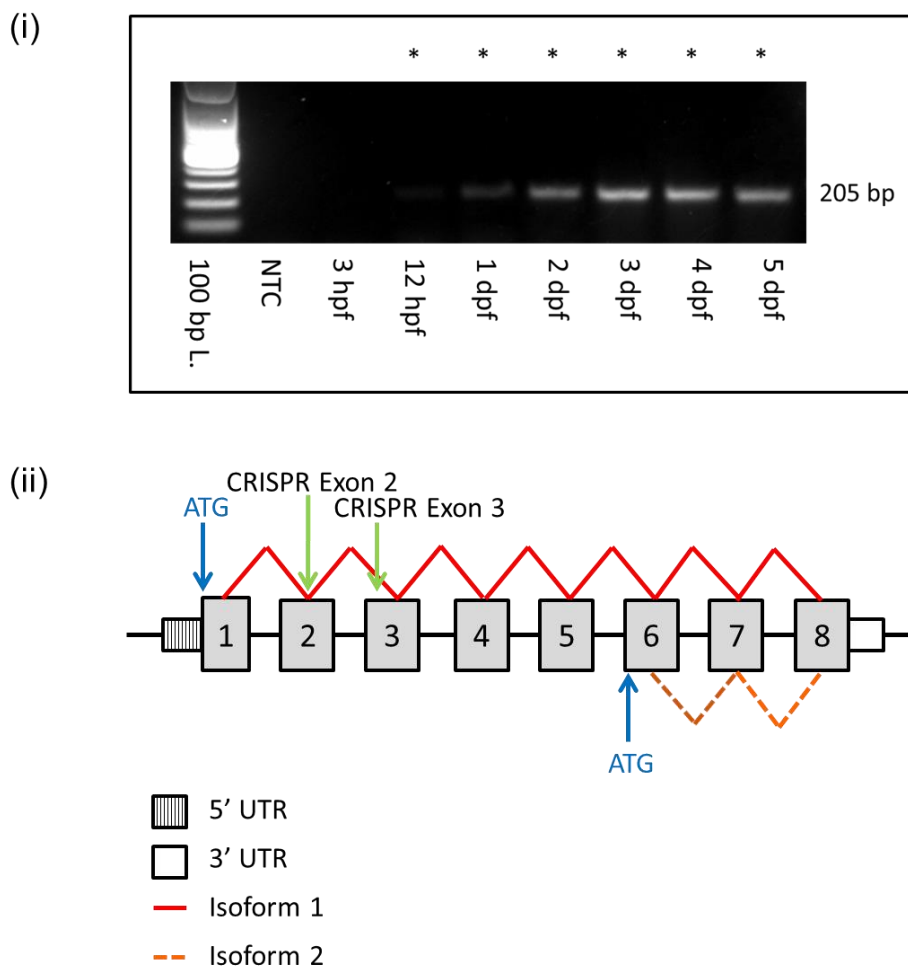 (i)
* * * * * *
205 bp
100 bp L.
NTC
3 hpf
12 hpf
1 dpf
2 dpf
3 dpf
4 dpf
5 dpf
(ii)
CRISPR Exon 2
ATG
CRISPR Exon 3
1 2 3 4 5 6 7 8
ATG
5’ UTR
3’ UTR
Isoform 1
Isoform 2